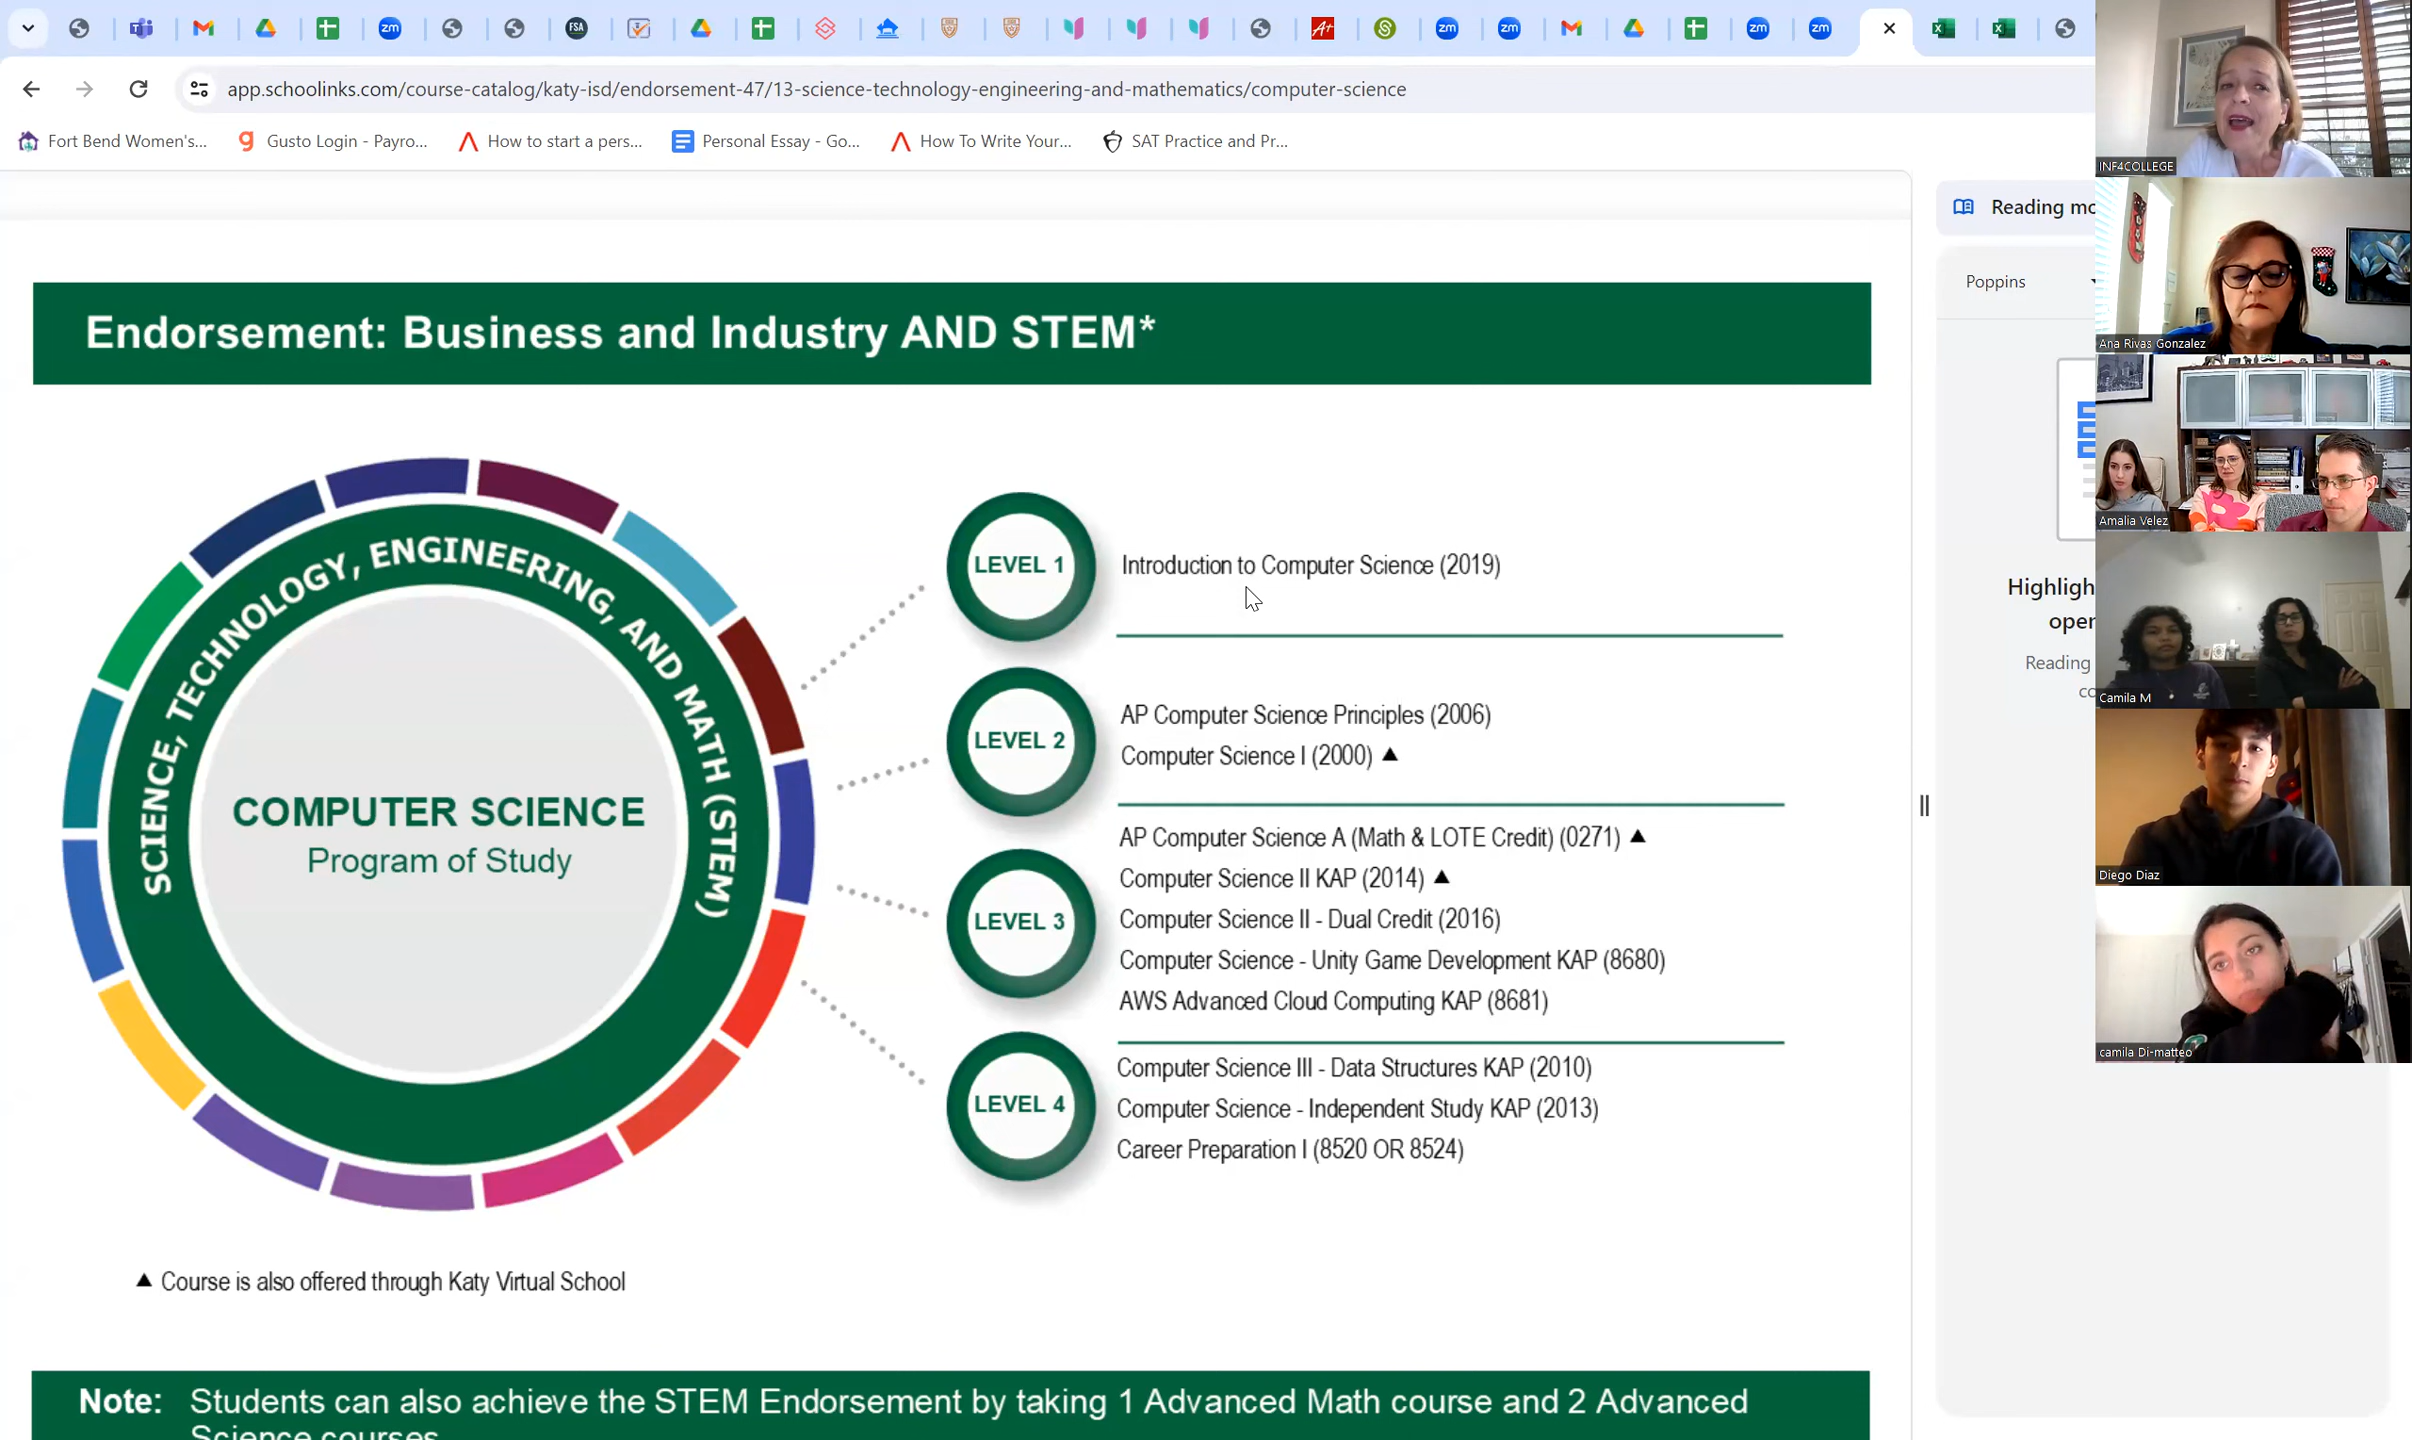 app.schoolinks.com/course-catalog/katy-isd/endorsement-47/13-science-technology-engineering-and-mathematics/computer-science
Fort Bend Women's...
Gusto Login - Payro...
How to start a pers...
Personal Essay - Go...
How To Write Your...
SAT Practice and Pr...
Endorsement: Business and Industry AND STEM*
SCIENCE, TECHNOLOGY, ENGINEERING, AND MATH (STEM)
COMPUTER SCIENCE
Program of Study
LEVEL 1
Introduction to Computer Science (2019)
LEVEL 2
AP Computer Science Principles (2006)
Computer Science I (2000) ▲
LEVEL 3
AP Computer Science A (Math & LOTE Credit) (0271) ▲
Computer Science II KAP (2014) ▲
Computer Science II - Dual Credit (2016)
Computer Science - Unity Game Development KAP (8680)
AWS Advanced Cloud Computing KAP (8681)
LEVEL 4
Computer Science III - Data Structures KAP (2010)
Computer Science - Independent Study KAP (2013)
Career Preparation I (8520 OR 8524)
▲ Course is also offered through Katy Virtual School
Note: Students can also achieve the STEM Endorsement by taking 1 Advanced Math course and 2 Advanced
Science courses
Reading mo
Poppins
Highligh
oper
Reading
co
INF4COLLEGE
Ana Rivas Gonzalez
Amalia Velez
Camila M
Diego Diaz
camila Di-matteo